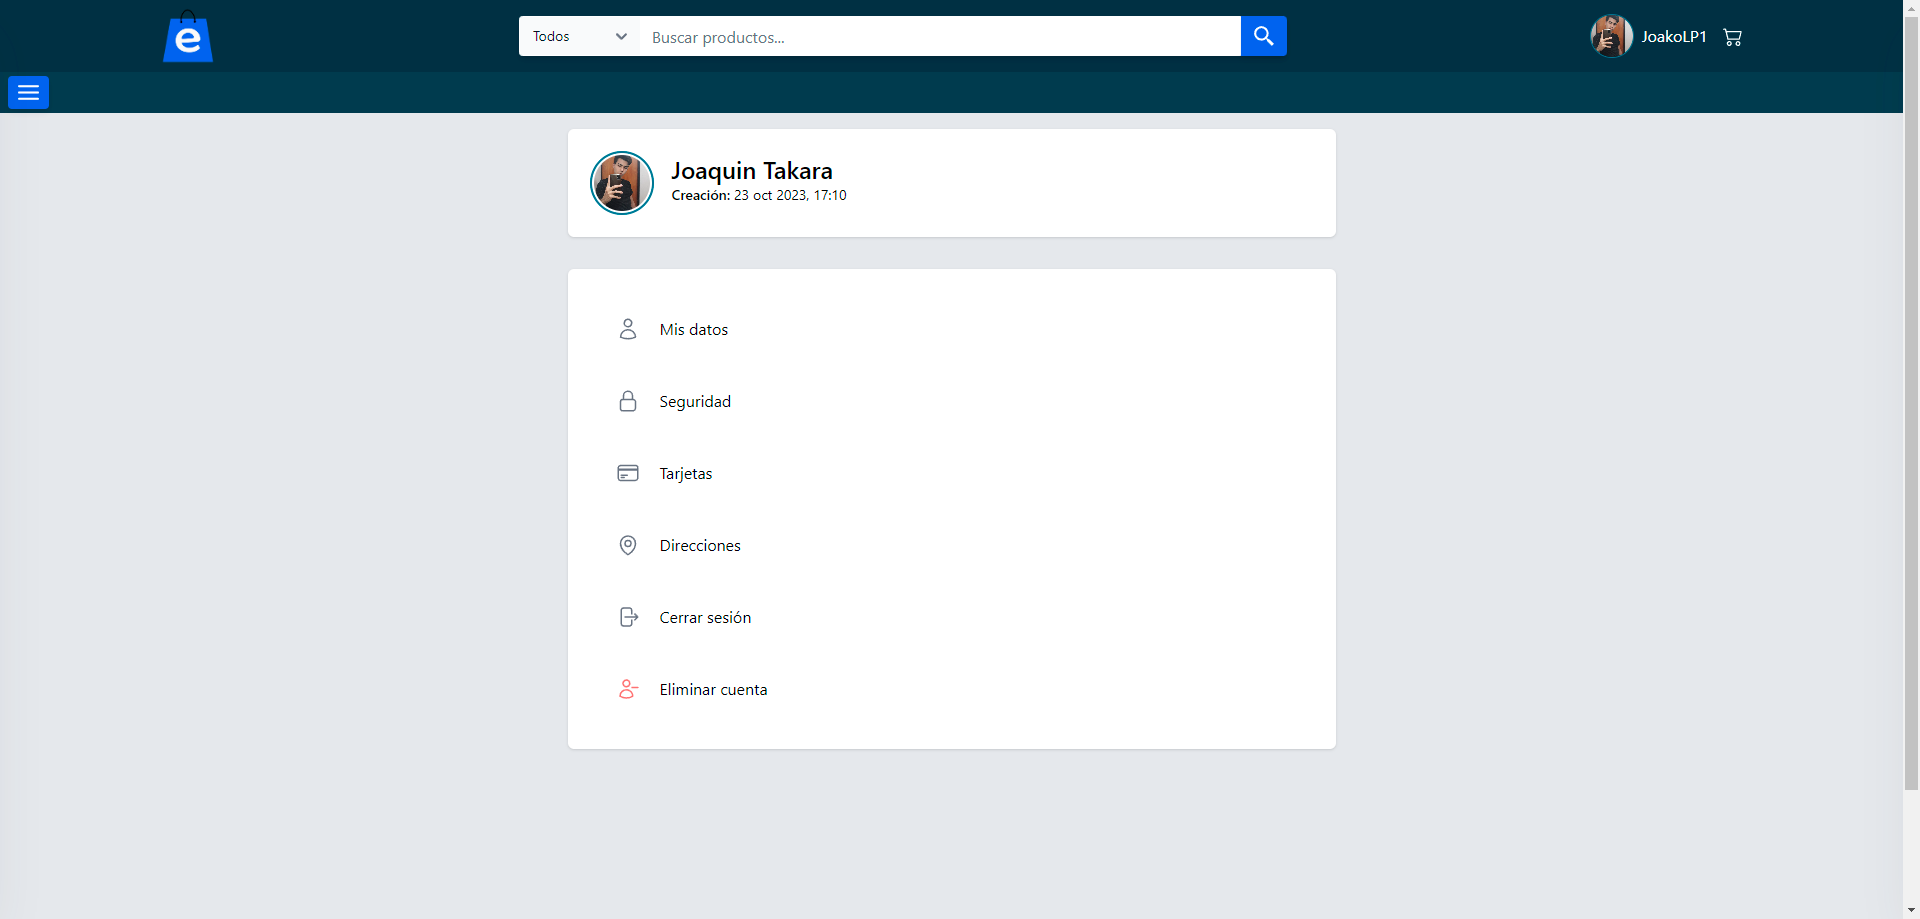 e
Todos
Buscar productos...
JoakoLP1
Joaquin Takara
Creación: 23 oct 2023, 17:10
Mis datos
Seguridad
Tarjetas
Direcciones
Cerrar sesión
Eliminar cuenta